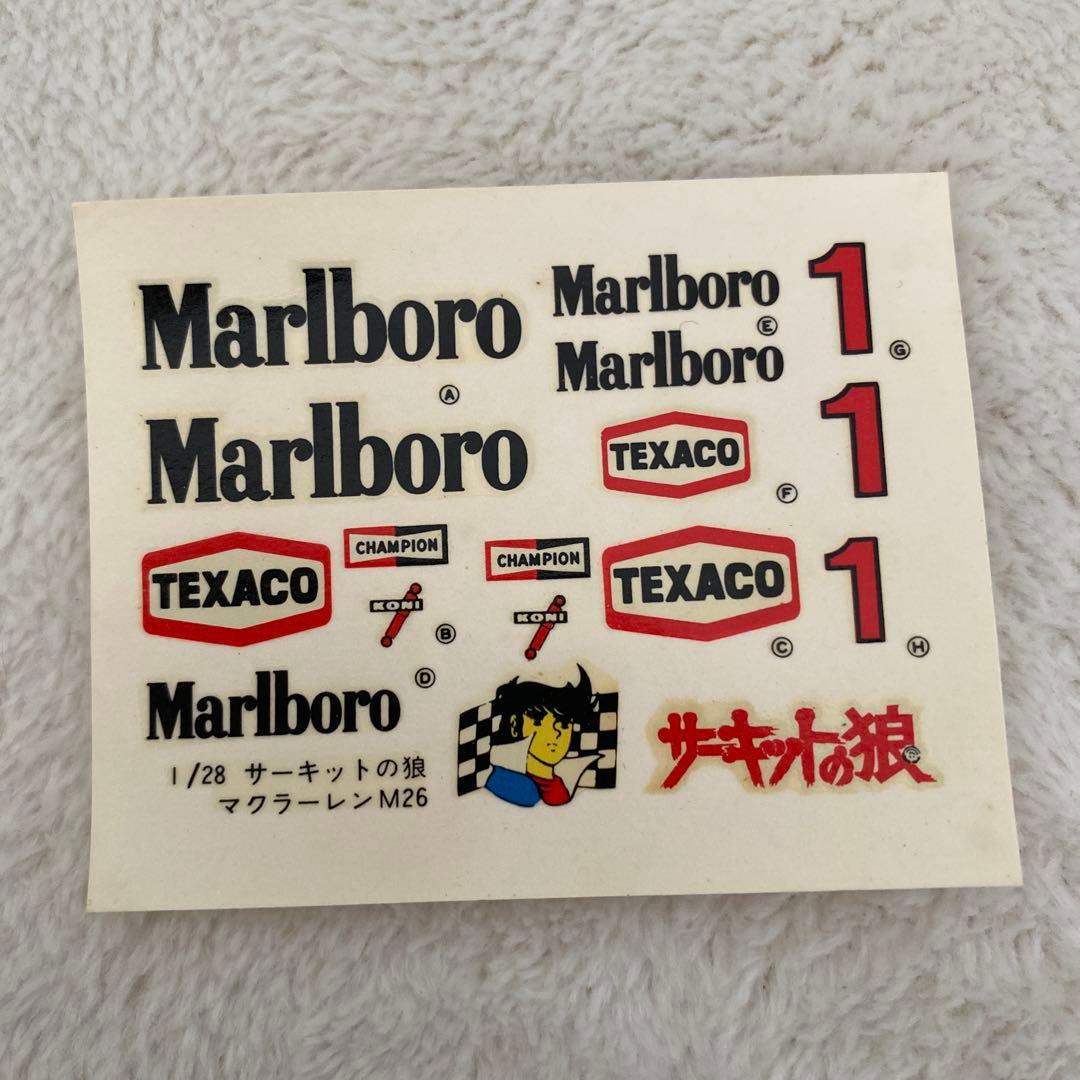 Marlboro
Ⓐ
Marlboro
Marlboro
Ⓔ
Marlboro
1
Ⓖ
TEXACO
Ⓕ
1
TEXACO
CHAMPION
KONI
Ⓑ
CHAMPION
KONI
TEXACO
Ⓒ
1
Ⓗ
Marlboro
Ⓓ
1/28 サーキットの狼
マクラーレンM26
サーキットの狼